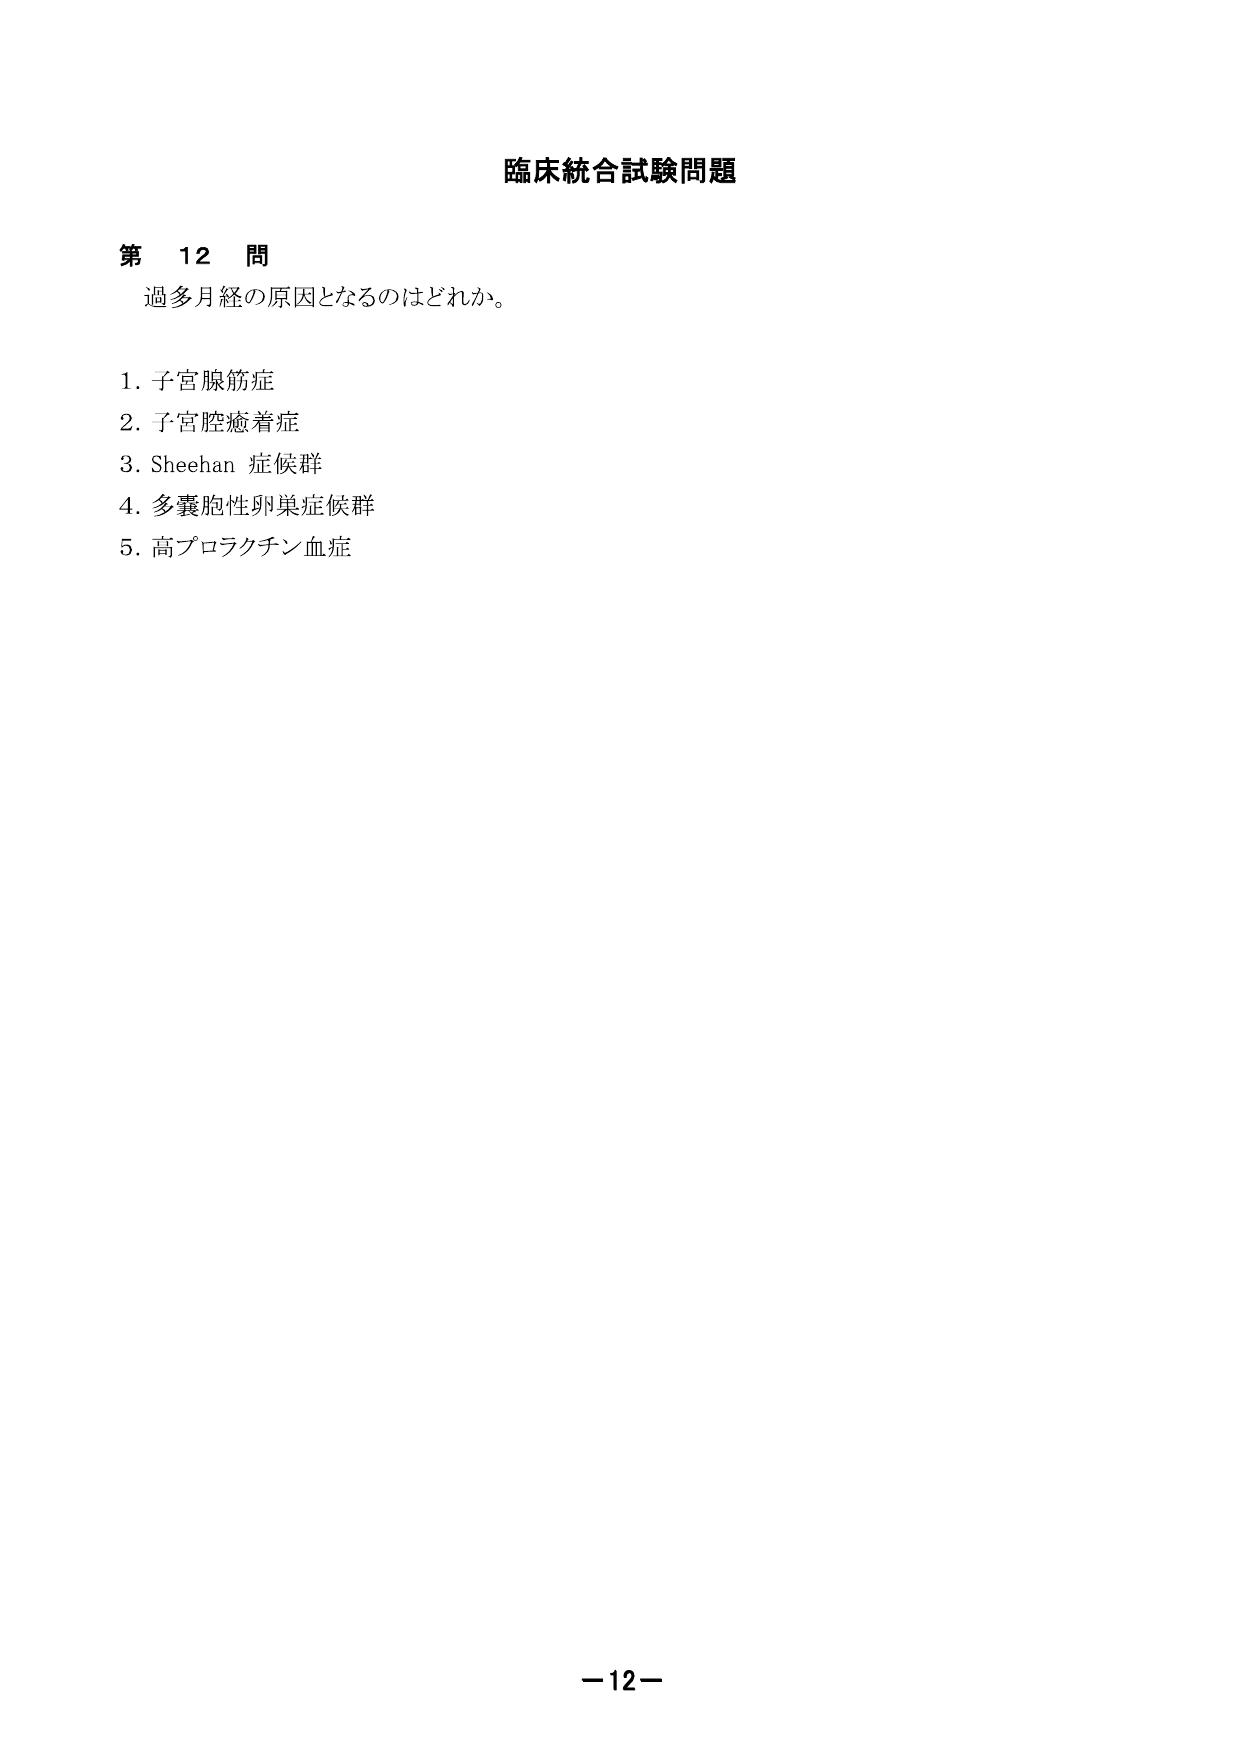 臨床統合試験問題
第 12 問
過多月経の原因となるのはどれか。
1. 子宮腺筋症
2. 子宮腔癒着症
3. Sheehan 症候群
4. 多嚢胞性卵巣症候群
5. 高プロラクチン血症
－12－